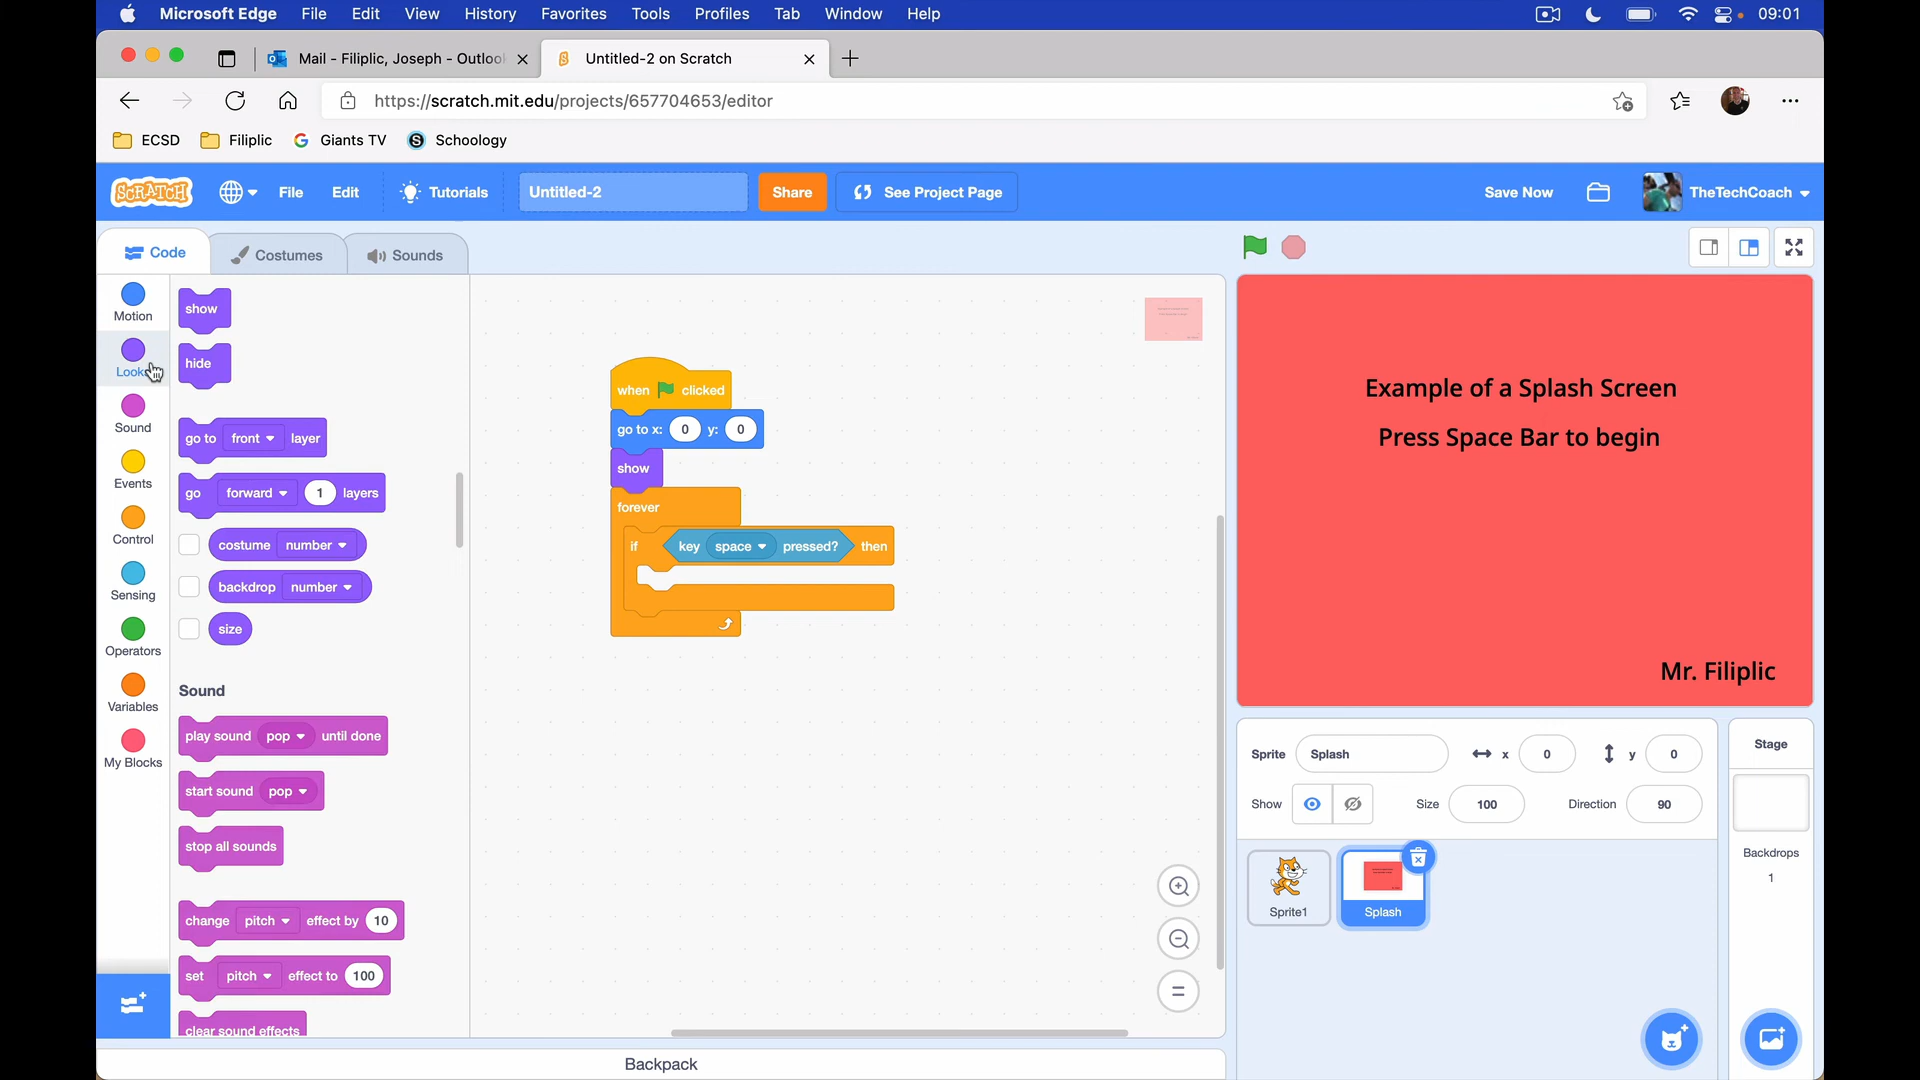 Microsoft Edge File Edit View History Favorites Tools Profiles Tab Window Help 09:01
Mail - Filiplic, Joseph - Outloo Untitled-2 on Scratch
https://scratch.mit.edu/projects/657704653/editor
ECSD Filiplic Giants TV Schoology
SCRATCH File Edit Tutorials Untitled-2 Share See Project Page Save Now TheTechCoach
Code Costumes Sounds
Motion
Looks
Sound
Events
Control
Sensing
Operators
Variables
My Blocks
show
hide
go to front layer
go forward 1 layers
costume number
backdrop number
size
Sound
play sound pop until done
start sound pop
stop all sounds
change pitch effect by 10
set pitch effect to 100
clear sound effects
when clicked
go to x: 0 y: 0
show
forever
if key space pressed? then
Backpack
Example of a Splash Screen
Press Space Bar to begin
Mr. Filiplic
Sprite Splash x 0 y 0
Show Size 100 Direction 90
Sprite1
Splash
Stage
Backdrops
1